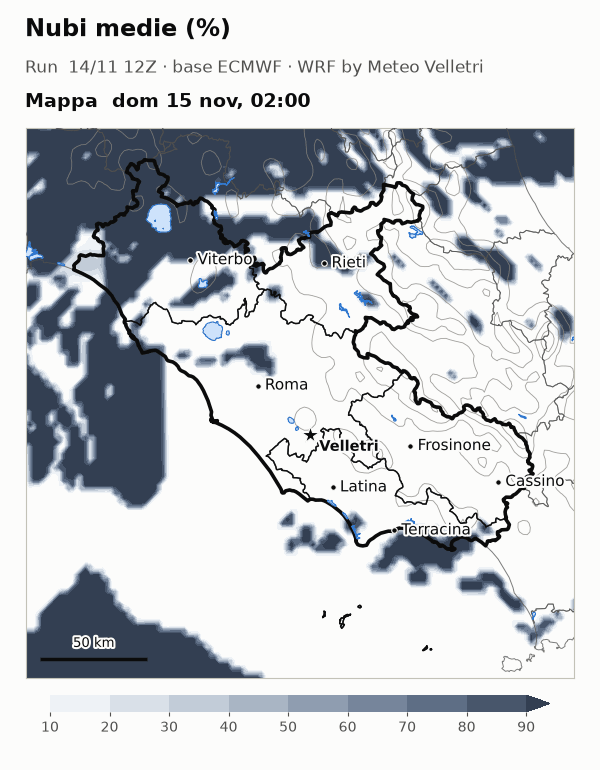 Nubi medie (%)
Run 14/11 12Z · base ECMWF · WRF by Meteo Velletri
Mappa dom 15 nov, 02:00
Viterbo
Rieti
Roma
Velletri
Frosinone
Latina
Cassino
Terracina
50 km
10 20 30 40 50 60 70 80 90